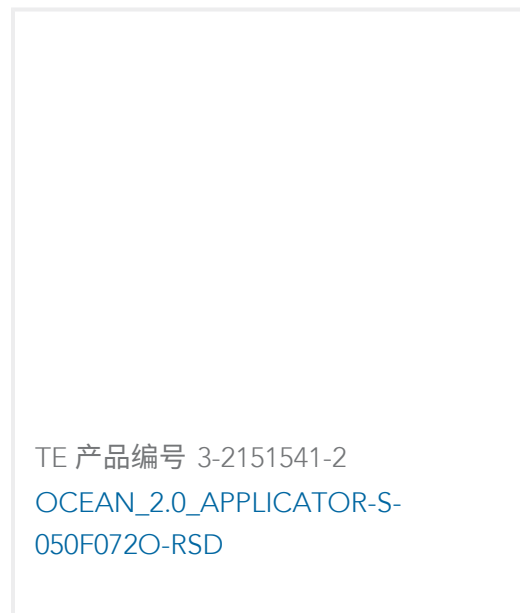 TE 产品编号 3-2151541-2
OCEAN_2.0_APPLICATOR-S-
050F072O-RSD